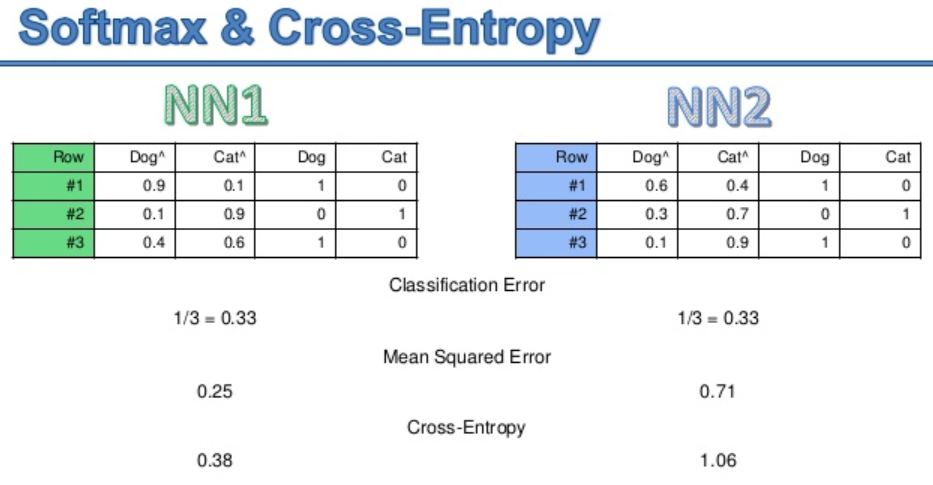 Softmax & Cross-Entropy
NN1
Row Dog^ Cat^ Dog Cat
#1 0.9 0.1 1 0
#2 0.1 0.9 0 1
#3 0.4 0.6 1 0
NN2
Row Dog^ Cat^ Dog Cat
#1 0.6 0.4 1 0
#2 0.3 0.7 0 1
#3 0.1 0.9 1 0
Classification Error
1/3 = 0.33 1/3 = 0.33
Mean Squared Error
0.25 0.71
Cross-Entropy
0.38 1.06